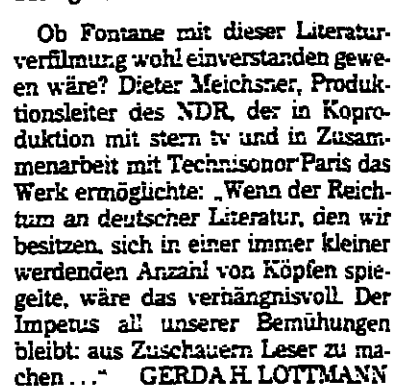 Ob Fontane mit dieser Literatur-
verfilmung wohl einverstanden gewe-
en wäre? Dieter Meichsner, Produk-
tionsleiter des NDR, der in Kopro-
duktion mit stern tv und in Zusam-
menarbeit mit Technisonor Paris das
Werk ermöglichte: „Wenn der Reich-
tum an deutscher Literatur, den wir
besitzen, sich in einer immer kleiner
werdenden Anzahl von Köpfen spie-
gelte, wäre das verhängnisvoll. Der
Impetus all unserer Bemühungen
bleibt: aus Zuschauern Leser zu ma-
chen . . .“ GERDA H. LOTTMANN